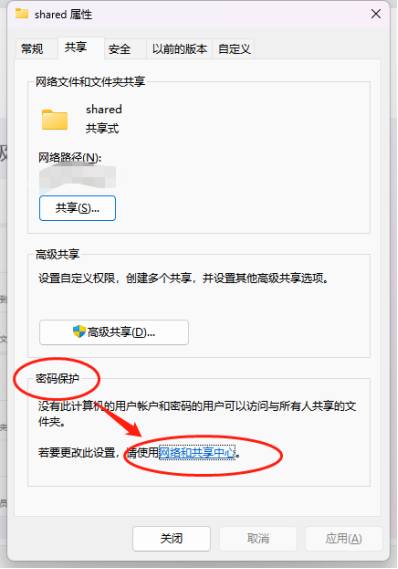 shared 属性
常规 共享 安全 以前的版本 自定义
网络文件和文件夹共享
shared
共享式
网络路径(N):
共享(S)...
高级共享
设置自定义权限，创建多个共享，并设置其他高级共享选项。
高级共享(D)...
密码保护
没有此计算机的用户帐户和密码的用户可以访问与所有人共享的文
件夹。
若要更改此设置，请使用网络和共享中心。
关闭 取消 应用(A)